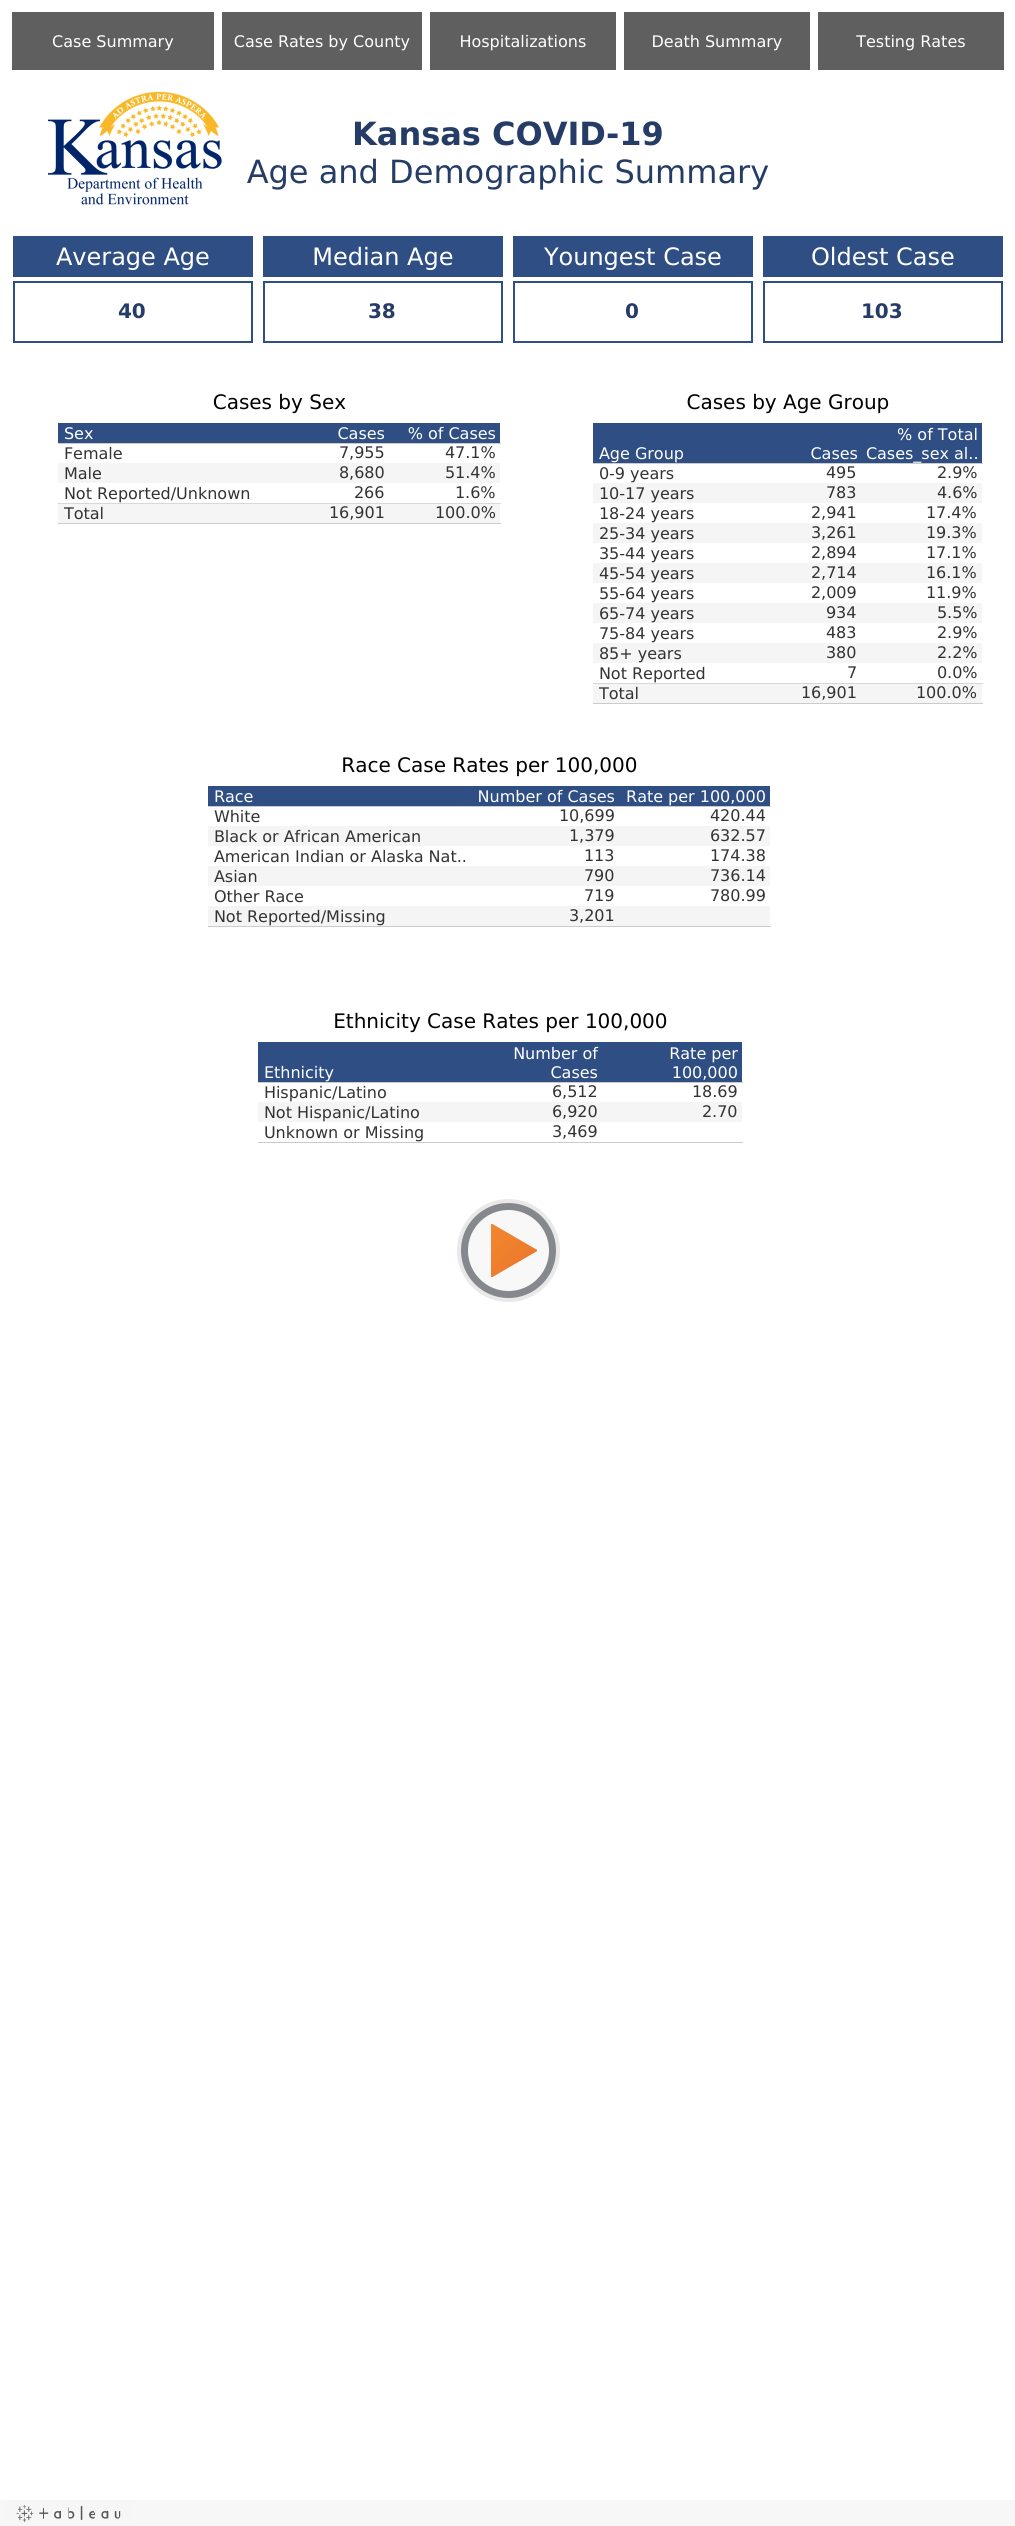 Case Summary Case Rates by County Hospitalizations Death Summary Testing Rates
AD ASTRA PER ASPERA
Kansas
Department of Health
and Environment
Kansas COVID-19
Age and Demographic Summary
Average Age Median Age Youngest Case Oldest Case
40 38 0 103
Cases by Sex
Sex Cases % of Cases
Female 7,955 47.1%
Male 8,680 51.4%
Not Reported/Unknown 266 1.6%
Total 16,901 100.0%
Cases by Age Group
% of Total
Age Group Cases Cases_sex al..
0-9 years 495 2.9%
10-17 years 783 4.6%
18-24 years 2,941 17.4%
25-34 years 3,261 19.3%
35-44 years 2,894 17.1%
45-54 years 2,714 16.1%
55-64 years 2,009 11.9%
65-74 years 934 5.5%
75-84 years 483 2.9%
85+ years 380 2.2%
Not Reported 7 0.0%
Total 16,901 100.0%
Race Case Rates per 100,000
Race Number of Cases Rate per 100,000
White 10,699 420.44
Black or African American 1,379 632.57
American Indian or Alaska Nat.. 113 174.38
Asian 790 736.14
Other Race 719 780.99
Not Reported/Missing 3,201
Ethnicity Case Rates per 100,000
Number of Rate per
Ethnicity Cases 100,000
Hispanic/Latino 6,512 18.69
Not Hispanic/Latino 6,920 2.70
Unknown or Missing 3,469
tableau